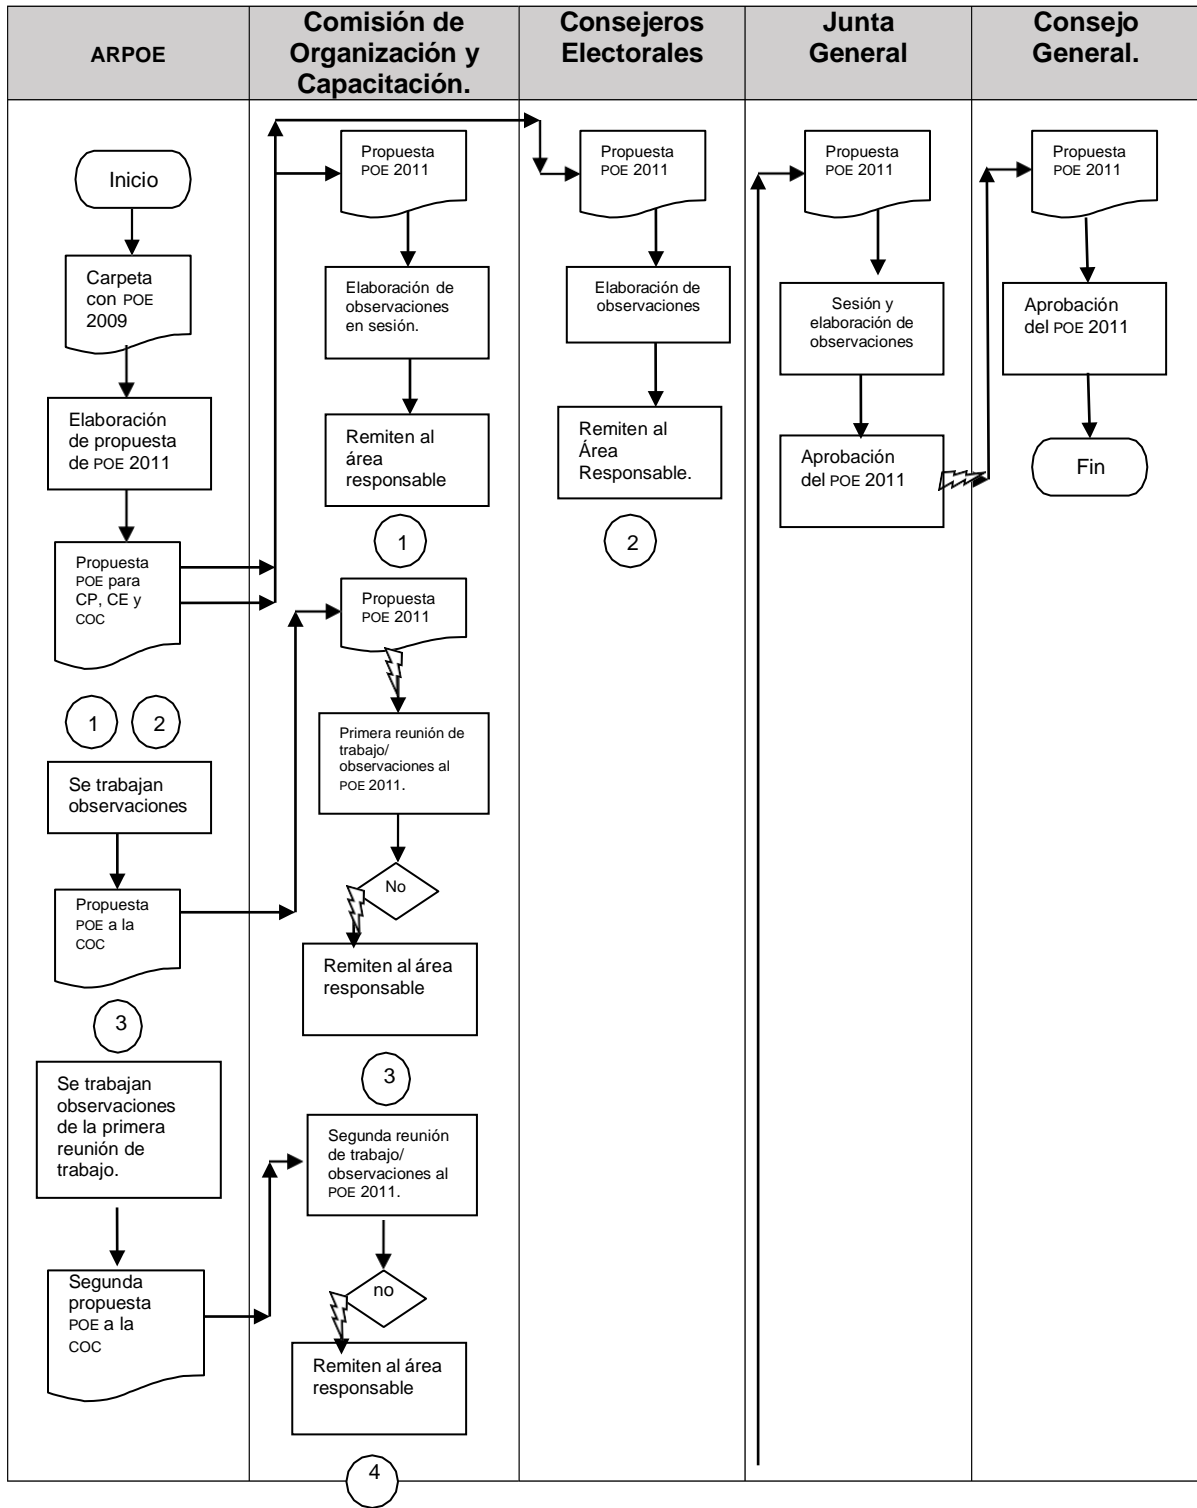 ARPOE
Comisión de
Organización y
Capacitación.
Consejeros
Electorales
Junta
General
Consejo
General.
Inicio
Carpeta
con POE
2009
Elaboración
de propuesta
de POE 2011
Propuesta
POE para
CP, CE y
COC
1
2
Se trabajan
observaciones
Propuesta
POE a la
COC
3
Se trabajan
observaciones
de la primera
reunión de
trabajo.
Segunda
propuesta
POE a la
COC
Propuesta
POE 2011
Elaboración de
observaciones
en sesión.
Remiten al
área
responsable
1
Propuesta
POE 2011
Primera reunión de
trabajo/
observaciones al
POE 2011.
No
Remiten al área
responsable
3
Segunda reunión
de trabajo/
observaciones al
POE 2011.
no
Remiten al área
responsable
4
Propuesta
POE 2011
Elaboración de
observaciones
Remiten al
Área
Responsable.
2
Propuesta
POE 2011
Sesión y
elaboración de
observaciones
Aprobación
del POE 2011
Propuesta
POE 2011
Aprobación
del POE 2011
Fin